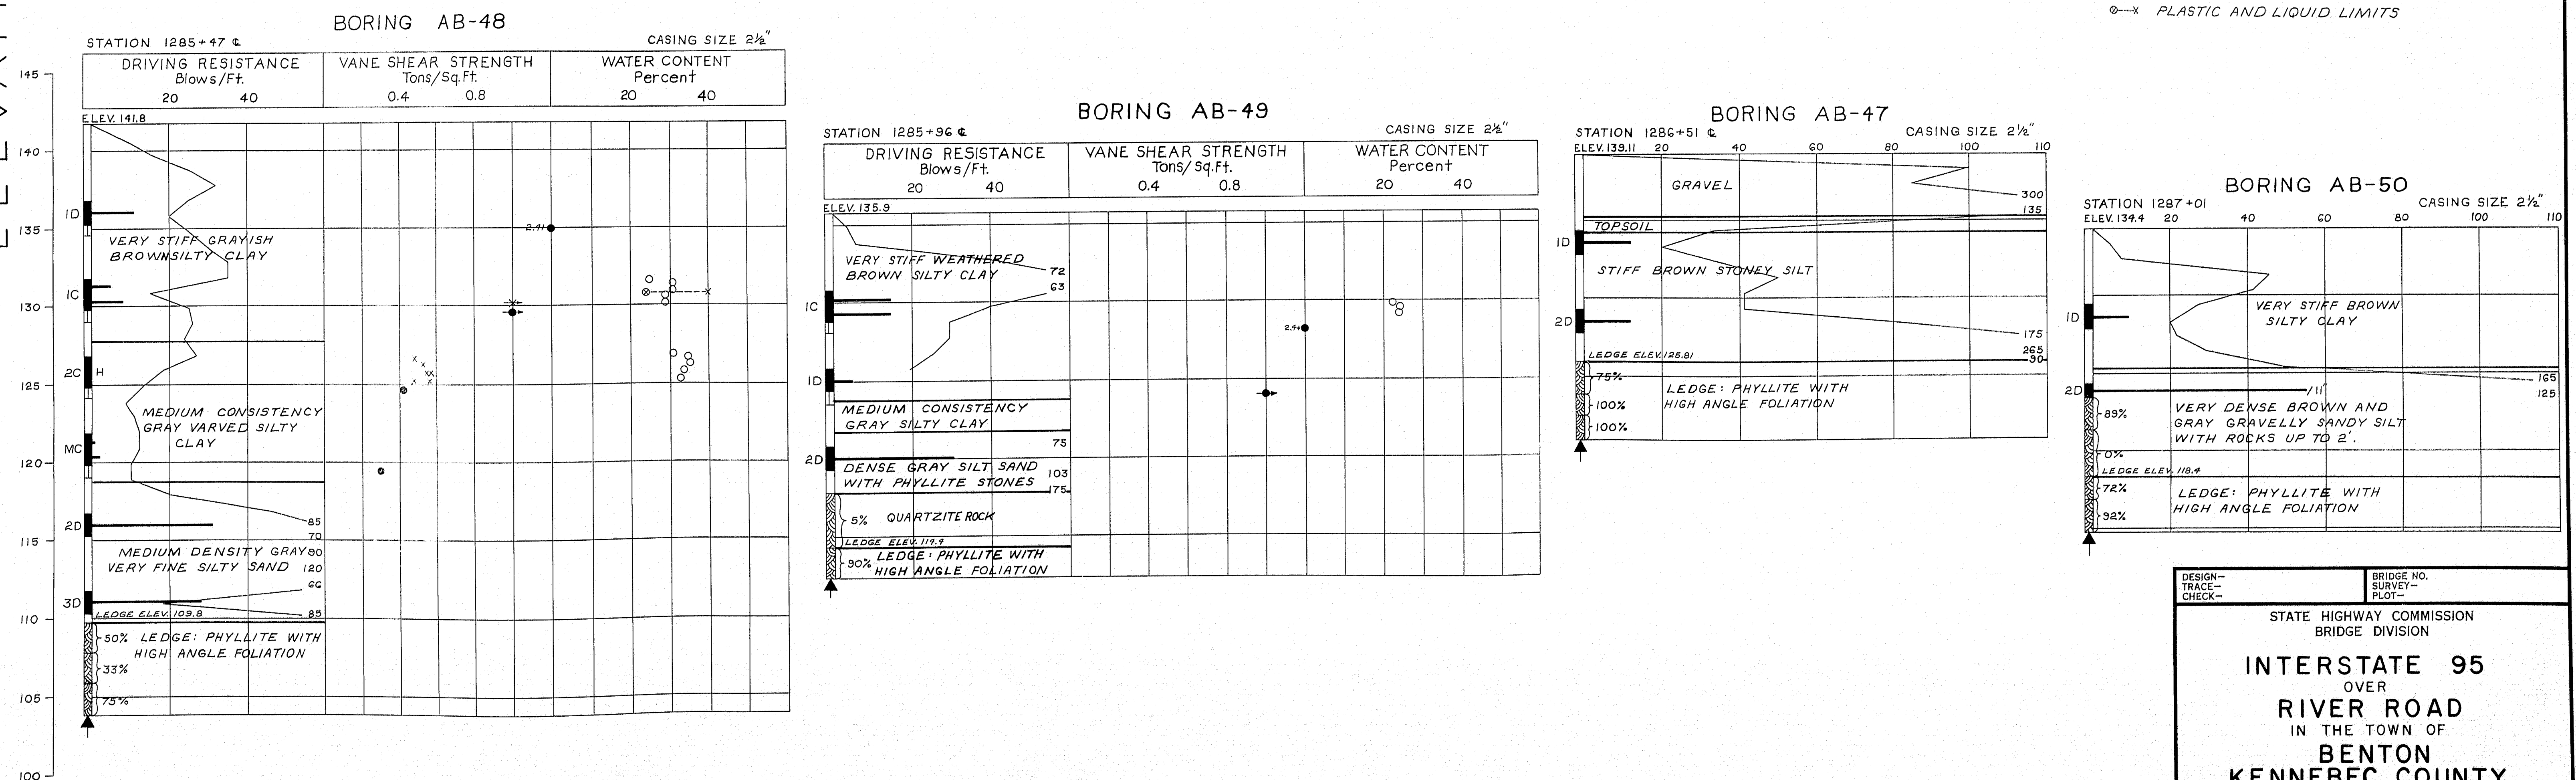 ⊗---x PLASTIC AND LIQUID LIMITS
145
140
135
130
125
120
115
110
105
100
BORING AB-48
STATION 1285+47 ℄ CASING SIZE 2½"
DRIVING RESISTANCE VANE SHEAR STRENGTH WATER CONTENT
Blows/Ft. Tons/Sq.Ft. Percent
20 40 0.4 0.8 20 40
ELEV. 141.8
1D
2.41
VERY STIFF GRAYISH
BROWN SILTY CLAY
1C
2C H
MEDIUM CONSISTENCY
GRAY VARVED SILTY
CLAY
MC
2D 85
70
MEDIUM DENSITY GRAY 90
VERY FINE SILTY SAND 120
66
3D
LEDGE ELEV. 109.8 85
50% LEDGE: PHYLLITE WITH
HIGH ANGLE FOLIATION
33%
75%
BORING AB-49
STATION 1285+96 ℄ CASING SIZE 2½"
DRIVING RESISTANCE VANE SHEAR STRENGTH WATER CONTENT
Blows/Ft. Tons/Sq.Ft. Percent
20 40 0.4 0.8 20 40
ELEV. 135.9
VERY STIFF WEATHERED
BROWN SILTY CLAY
72
63
1C
2.4+
1D
MEDIUM CONSISTENCY
GRAY SILTY CLAY
75
2D
DENSE GRAY SILT SAND 103
WITH PHYLLITE STONES
175
5% QUARTZITE ROCK
LEDGE ELEV. 114.4
90% LEDGE: PHYLLITE WITH
HIGH ANGLE FOLIATION
BORING AB-47
STATION 1286+51 ℄ CASING SIZE 2½"
ELEV. 139.11 20 40 60 80 100 110
GRAVEL
300
135
TOPSOIL
1D
STIFF BROWN STONEY SILT
2D
175
265
LEDGE ELEV. 125.81 90
75%
LEDGE: PHYLLITE WITH
HIGH ANGLE FOLIATION
100%
100%
BORING AB-50
STATION 1287+01 CASING SIZE 2½"
ELEV. 134.4 20 40 60 80 100 110
VERY STIFF BROWN
SILTY CLAY
1D
165
2D /11" 125
89%
VERY DENSE BROWN AND
GRAY GRAVELLY SANDY SILT
WITH ROCKS UP TO 2'.
0%
LEDGE ELEV. 118.4
72%
LEDGE: PHYLLITE WITH
HIGH ANGLE FOLIATION
92%
DESIGN— BRIDGE NO.
TRACE— SURVEY—
CHECK— PLOT—
STATE HIGHWAY COMMISSION
BRIDGE DIVISION
INTERSTATE 95
OVER
RIVER ROAD
IN THE TOWN OF
BENTON
KENNEBEC COUNTY